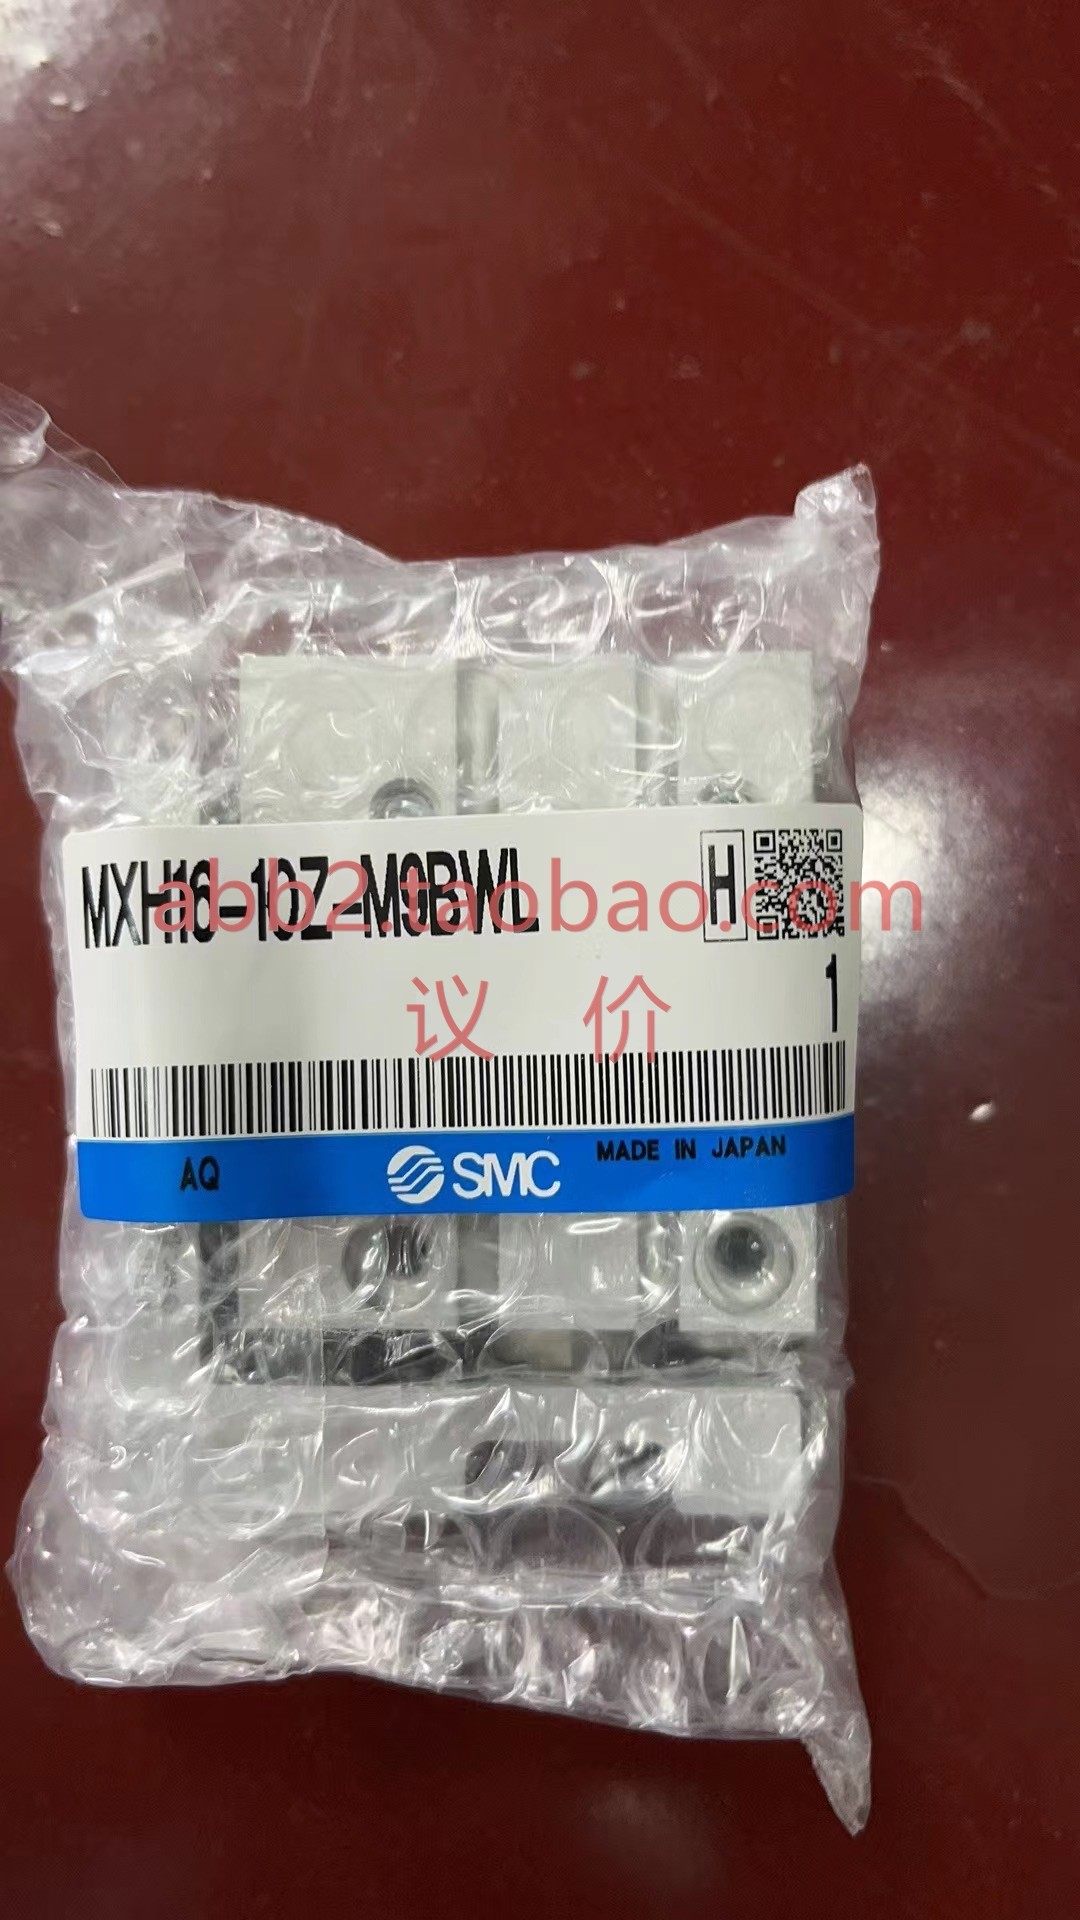 MXH16-10Z-M9BWL
H
abb2.taobao.com
1
议 价
AQ
SMC
MADE IN JAPAN